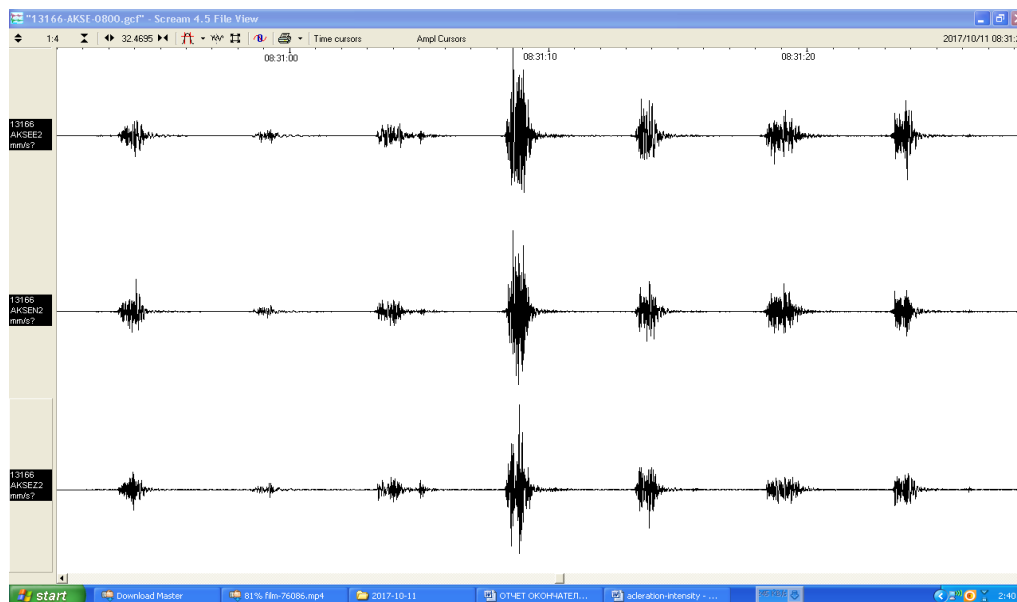 "13166-AKSE-0800.gcf" - Scream 4.5 File View
1:4 32.4695 Time cursors Ampl Cursors 2017/10/11 08:31:
08:31:00 08:31:10 08:31:20
13166
AKSEE2
mm/s?
13166
AKSEN2
mm/s?
13166
AKSEZ2
mm/s?
start Download Master 81% film-76086.mp4 2017-10-11 ОТЧЕТ ОКОНЧАТЕЛ... acleration-intensity - ... 2:40